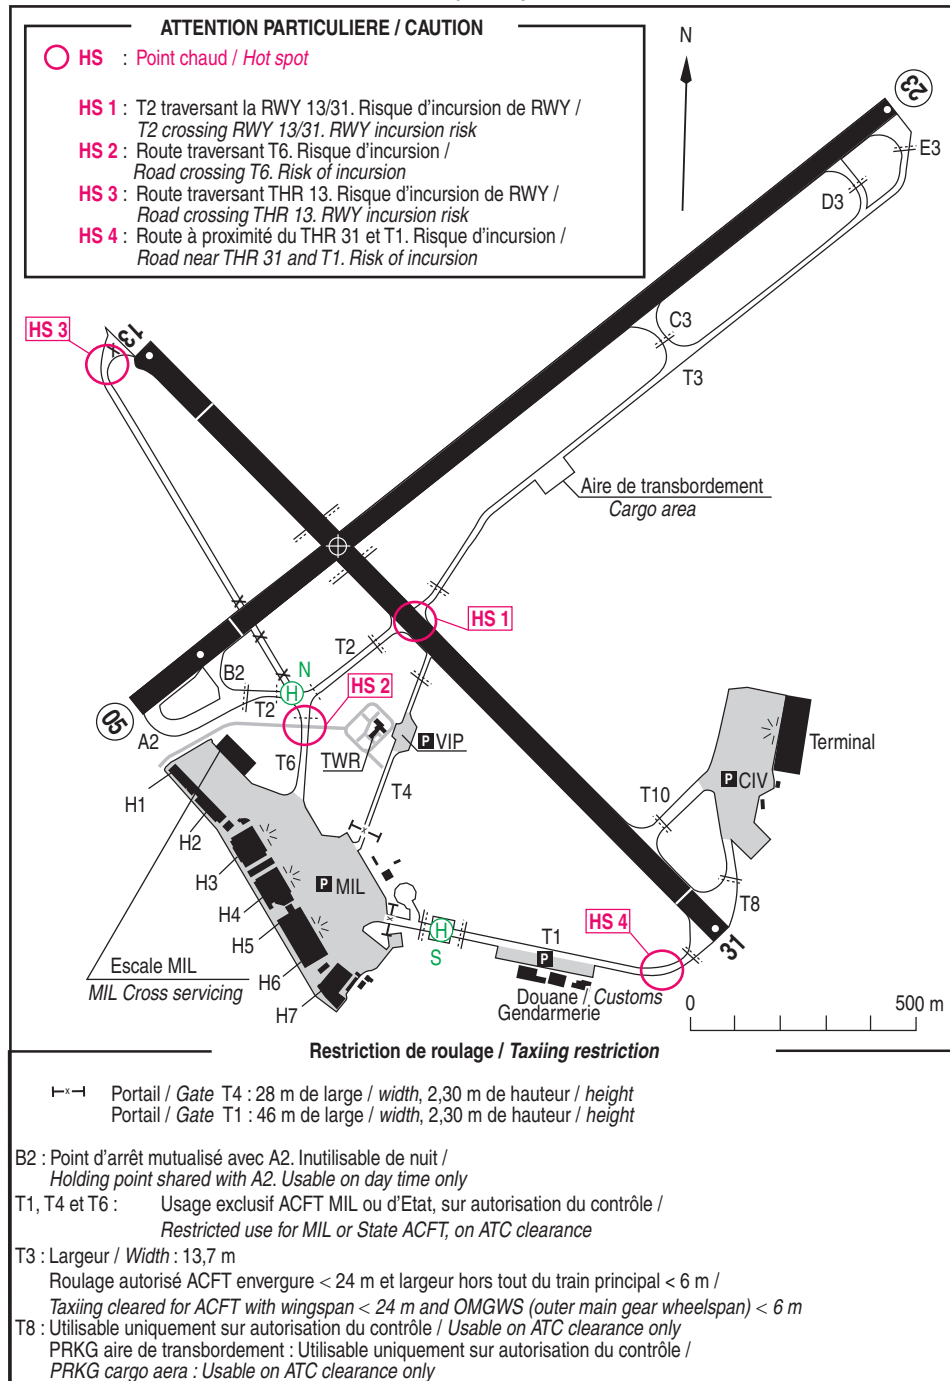 ATTENTION PARTICULIERE / CAUTION
HS : Point chaud / Hot spot
HS 1 : T2 traversant la RWY 13/31. Risque d'incursion de RWY /
T2 crossing RWY 13/31. RWY incursion risk
HS 2 : Route traversant T6. Risque d'incursion /
Road crossing T6. Risk of incursion
HS 3 : Route traversant THR 13. Risque d'incursion de RWY /
Road crossing THR 13. RWY incursion risk
HS 4 : Route à proximité du THR 31 et T1. Risque d'incursion /
Road near THR 31 and T1. Risk of incursion
N
23
E3
D3
HS 3
13
C3
T3
Aire de transbordement
Cargo area
HS 1
T2
B2
N
H
HS 2
T2
05
A2
P VIP
TWR
T6
Terminal
P CIV
T10
T4
H1
H2
H3
P MIL
H4
T8
H5
HS 4
T1
31
H
S
P
Escale MIL
MIL Cross servicing
H6
H7
Douane / Customs
Gendarmerie
0 500 m
Restriction de roulage / Taxiing restriction
x Portail / Gate T4 : 28 m de large / width, 2,30 m de hauteur / height
Portail / Gate T1 : 46 m de large / width, 2,30 m de hauteur / height
B2 : Point d'arrêt mutualisé avec A2. Inutilisable de nuit /
Holding point shared with A2. Usable on day time only
T1, T4 et T6 : Usage exclusif ACFT MIL ou d'Etat, sur autorisation du contrôle /
Restricted use for MIL or State ACFT, on ATC clearance
T3 : Largeur / Width : 13,7 m
Roulage autorisé ACFT envergure < 24 m et largeur hors tout du train principal < 6 m /
Taxiing cleared for ACFT with wingspan < 24 m and OMGWS (outer main gear wheelspan) < 6 m
T8 : Utilisable uniquement sur autorisation du contrôle / Usable on ATC clearance only
PRKG aire de transbordement : Utilisable uniquement sur autorisation du contrôle /
PRKG cargo aera : Usable on ATC clearance only